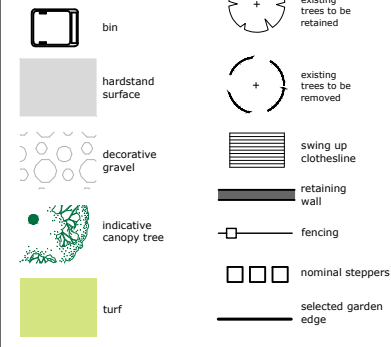 bin
hardstand
surface
decorative
gravel
indicative
canopy tree
turf
existing
trees to be
retained
existing
trees to be
removed
swing up
clothesline
retaining
wall
fencing
nominal steppers
selected garden
edge